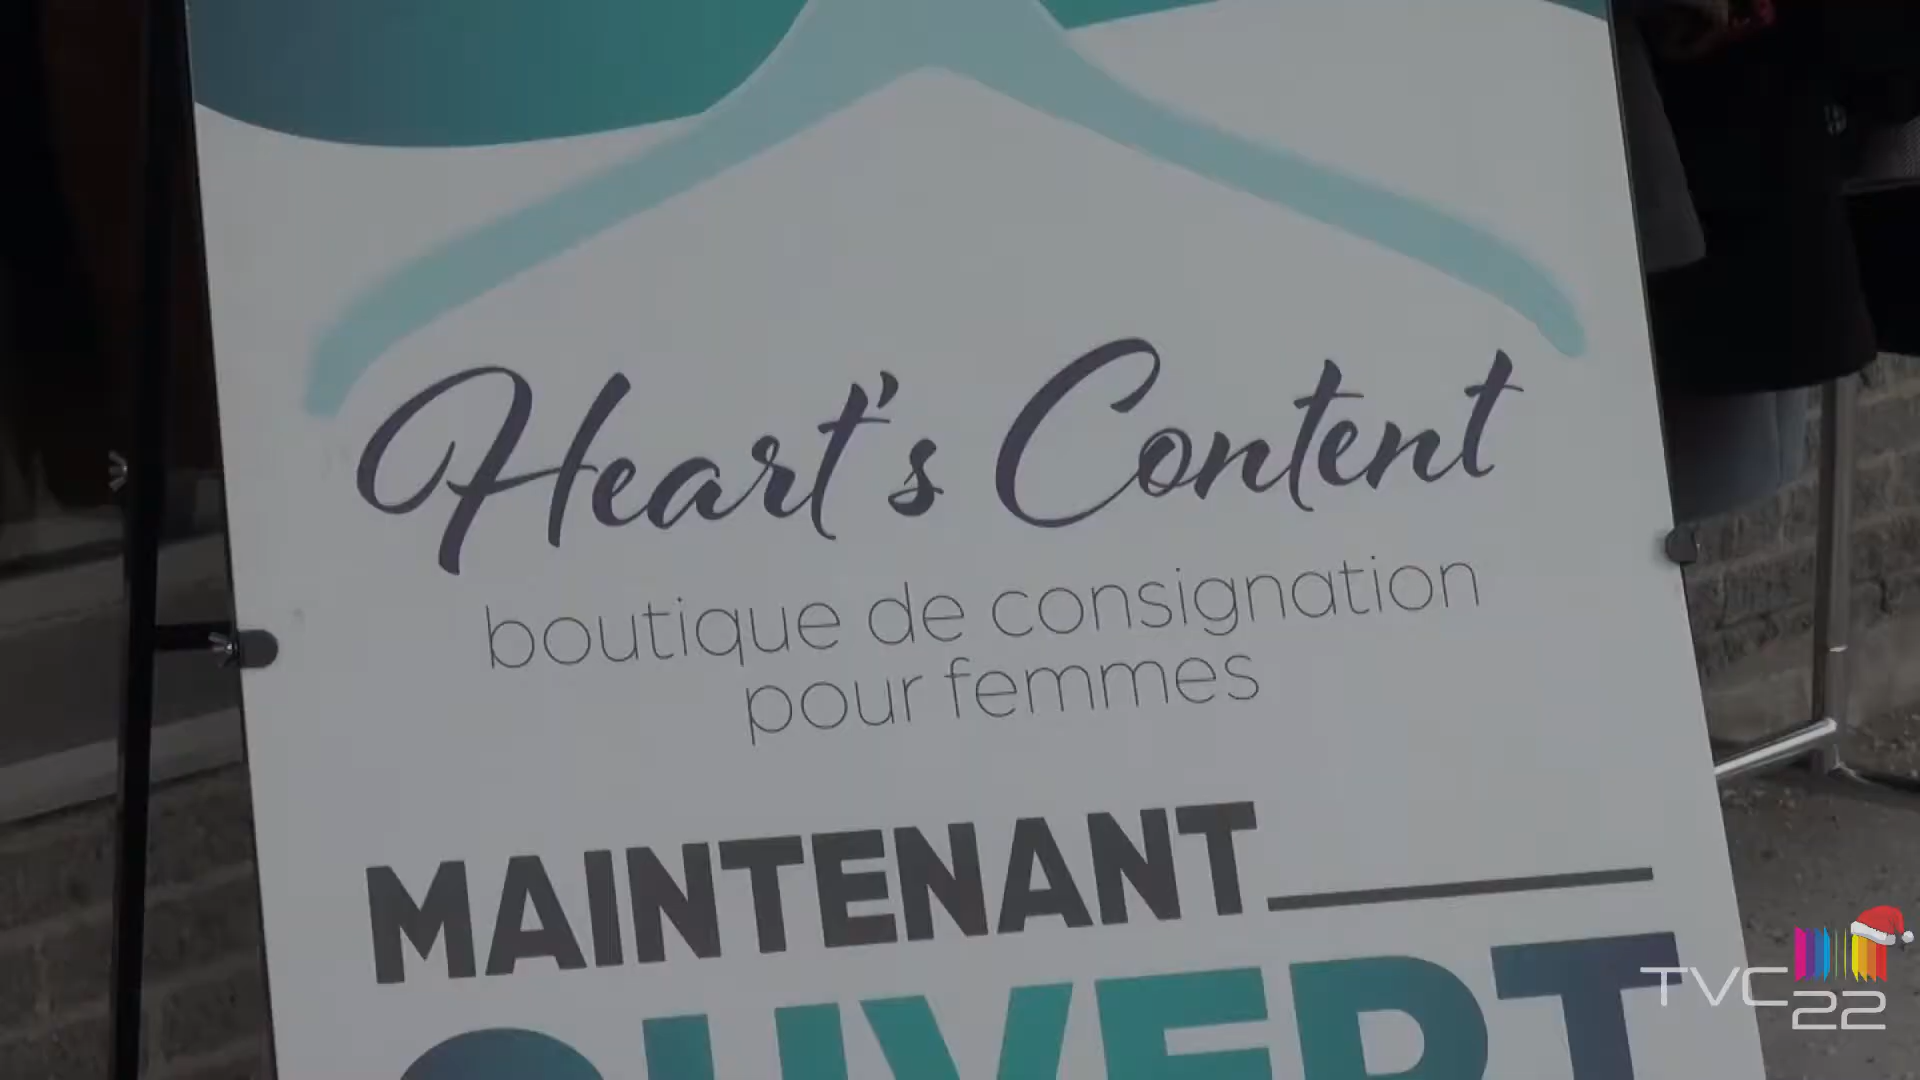 Heart's Content
boutique de consignation
pour femmes
MAINTENANT
OUVERT
TVC22